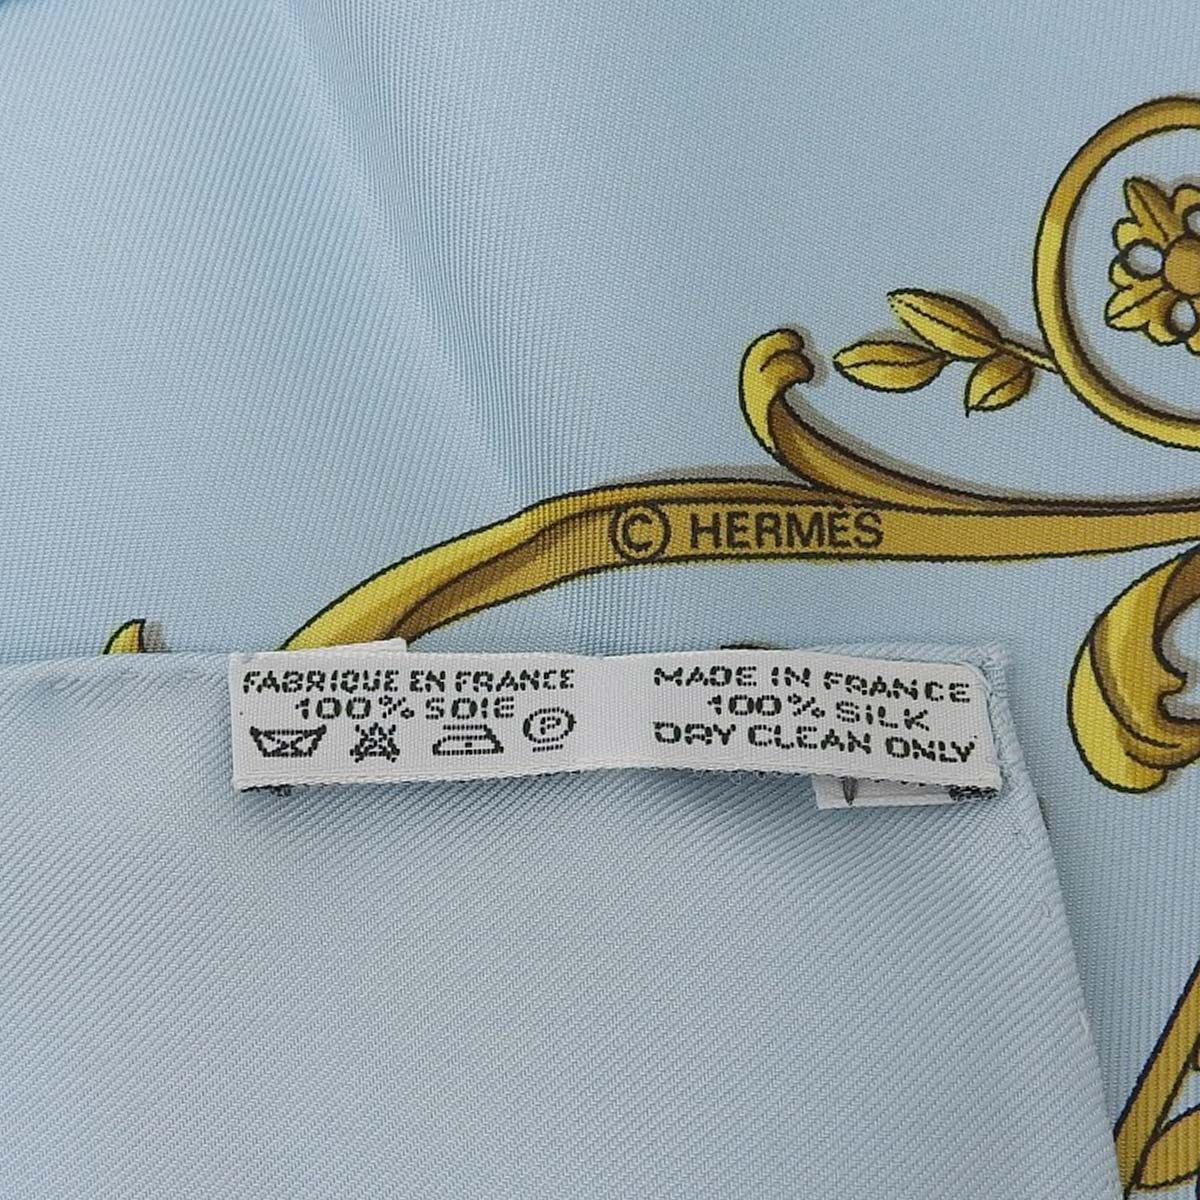 © HERMÈS
FABRIQUE EN FRANCE
100% SOIE
P
MADE IN FRANCE
100% SILK
DRY CLEAN ONLY